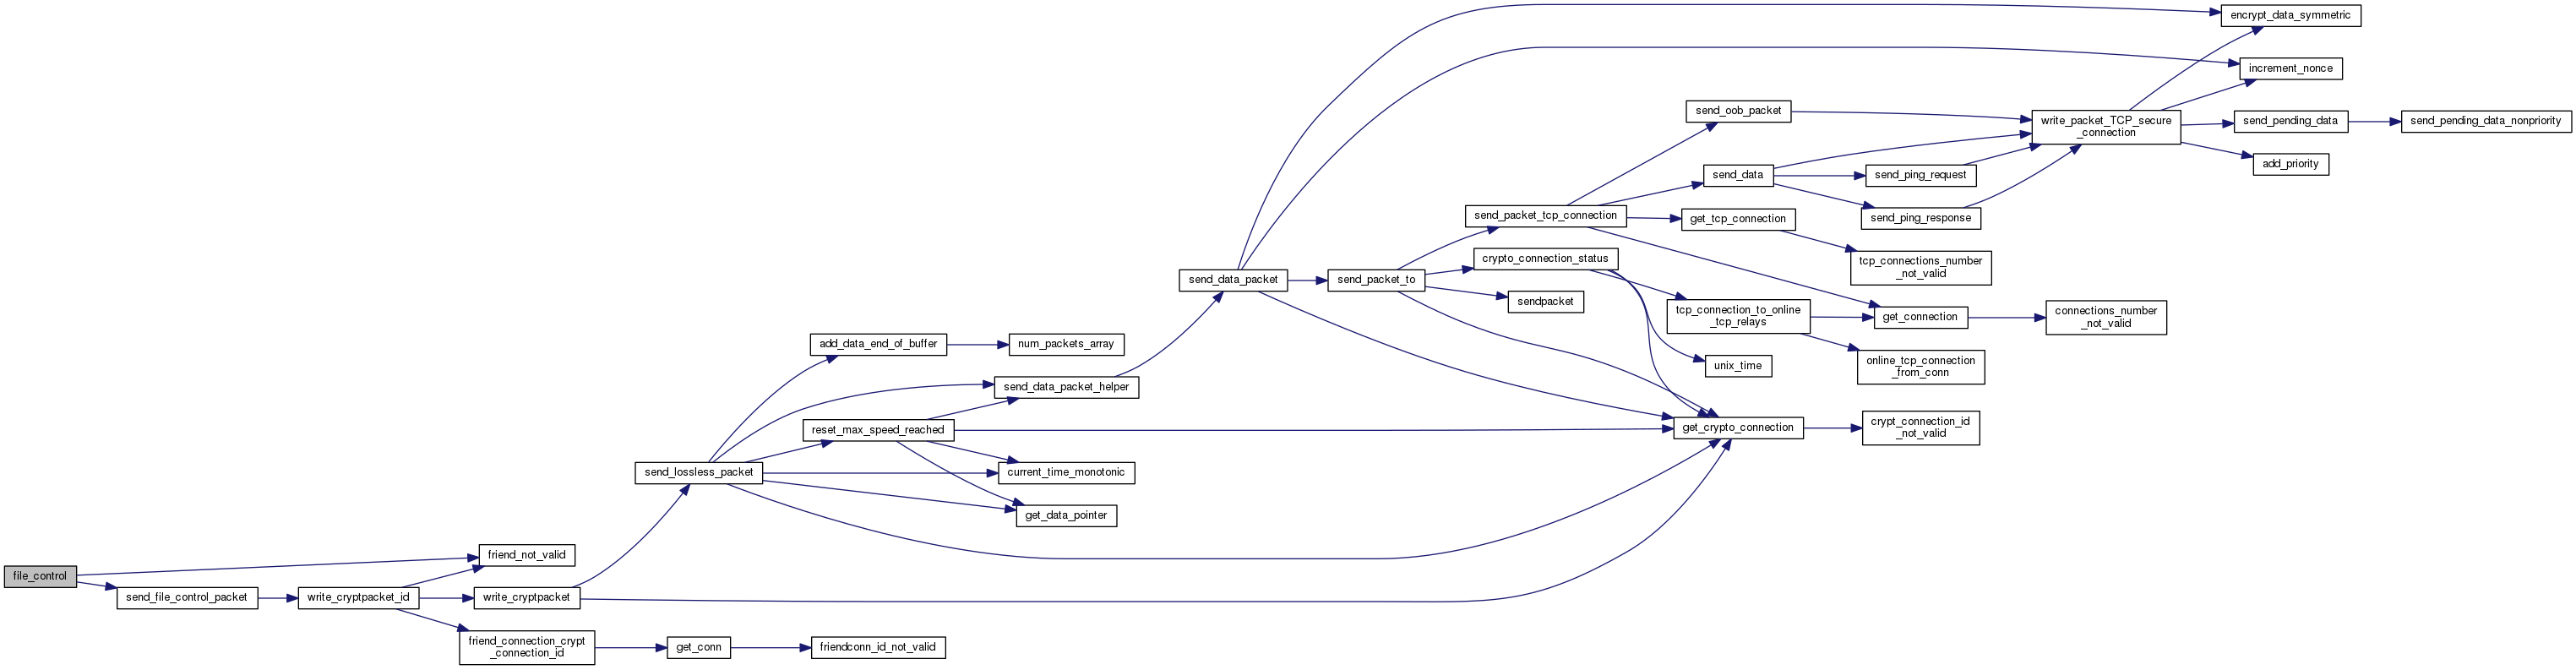 encrypt_data_symmetric
increment_nonce
send_oob_packet
write_packet_TCP_secure
_connection
send_pending_data
send_pending_data_nonpriority
add_priority
send_data
send_ping_request
send_packet_tcp_connection
get_tcp_connection
send_ping_response
crypto_connection_status
tcp_connections_number
_not_valid
send_data_packet
send_packet_to
sendpacket
tcp_connection_to_online
_tcp_relays
get_connection
connections_number
_not_valid
add_data_end_of_buffer
num_packets_array
unix_time
online_tcp_connection
_from_conn
send_data_packet_helper
reset_max_speed_reached
get_crypto_connection
crypt_connection_id
_not_valid
send_lossless_packet
current_time_monotonic
get_data_pointer
friend_not_valid
file_control
send_file_control_packet
write_cryptpacket_id
write_cryptpacket
friend_connection_crypt
_connection_id
get_conn
friendconn_id_not_valid